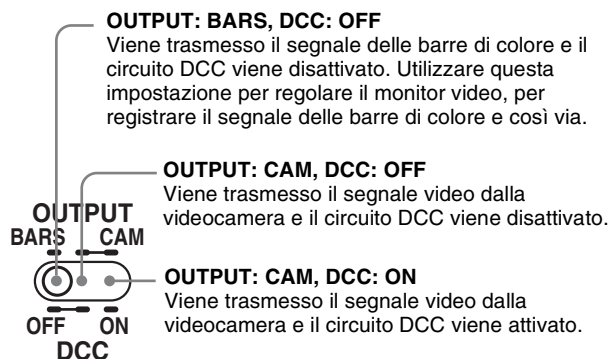 OUTPUT: BARS, DCC: OFF
Viene trasmesso il segnale delle barre di colore e il
circuito DCC viene disattivato. Utilizzare questa
impostazione per regolare il monitor video, per
registrare il segnale delle barre di colore e così via.
OUTPUT: CAM, DCC: OFF
Viene trasmesso il segnale video dalla
videocamera e il circuito DCC viene disattivato.
OUTPUT
BARS CAM
OUTPUT: CAM, DCC: ON
Viene trasmesso il segnale video dalla
videocamera e il circuito DCC viene attivato.
OFF ON
DCC